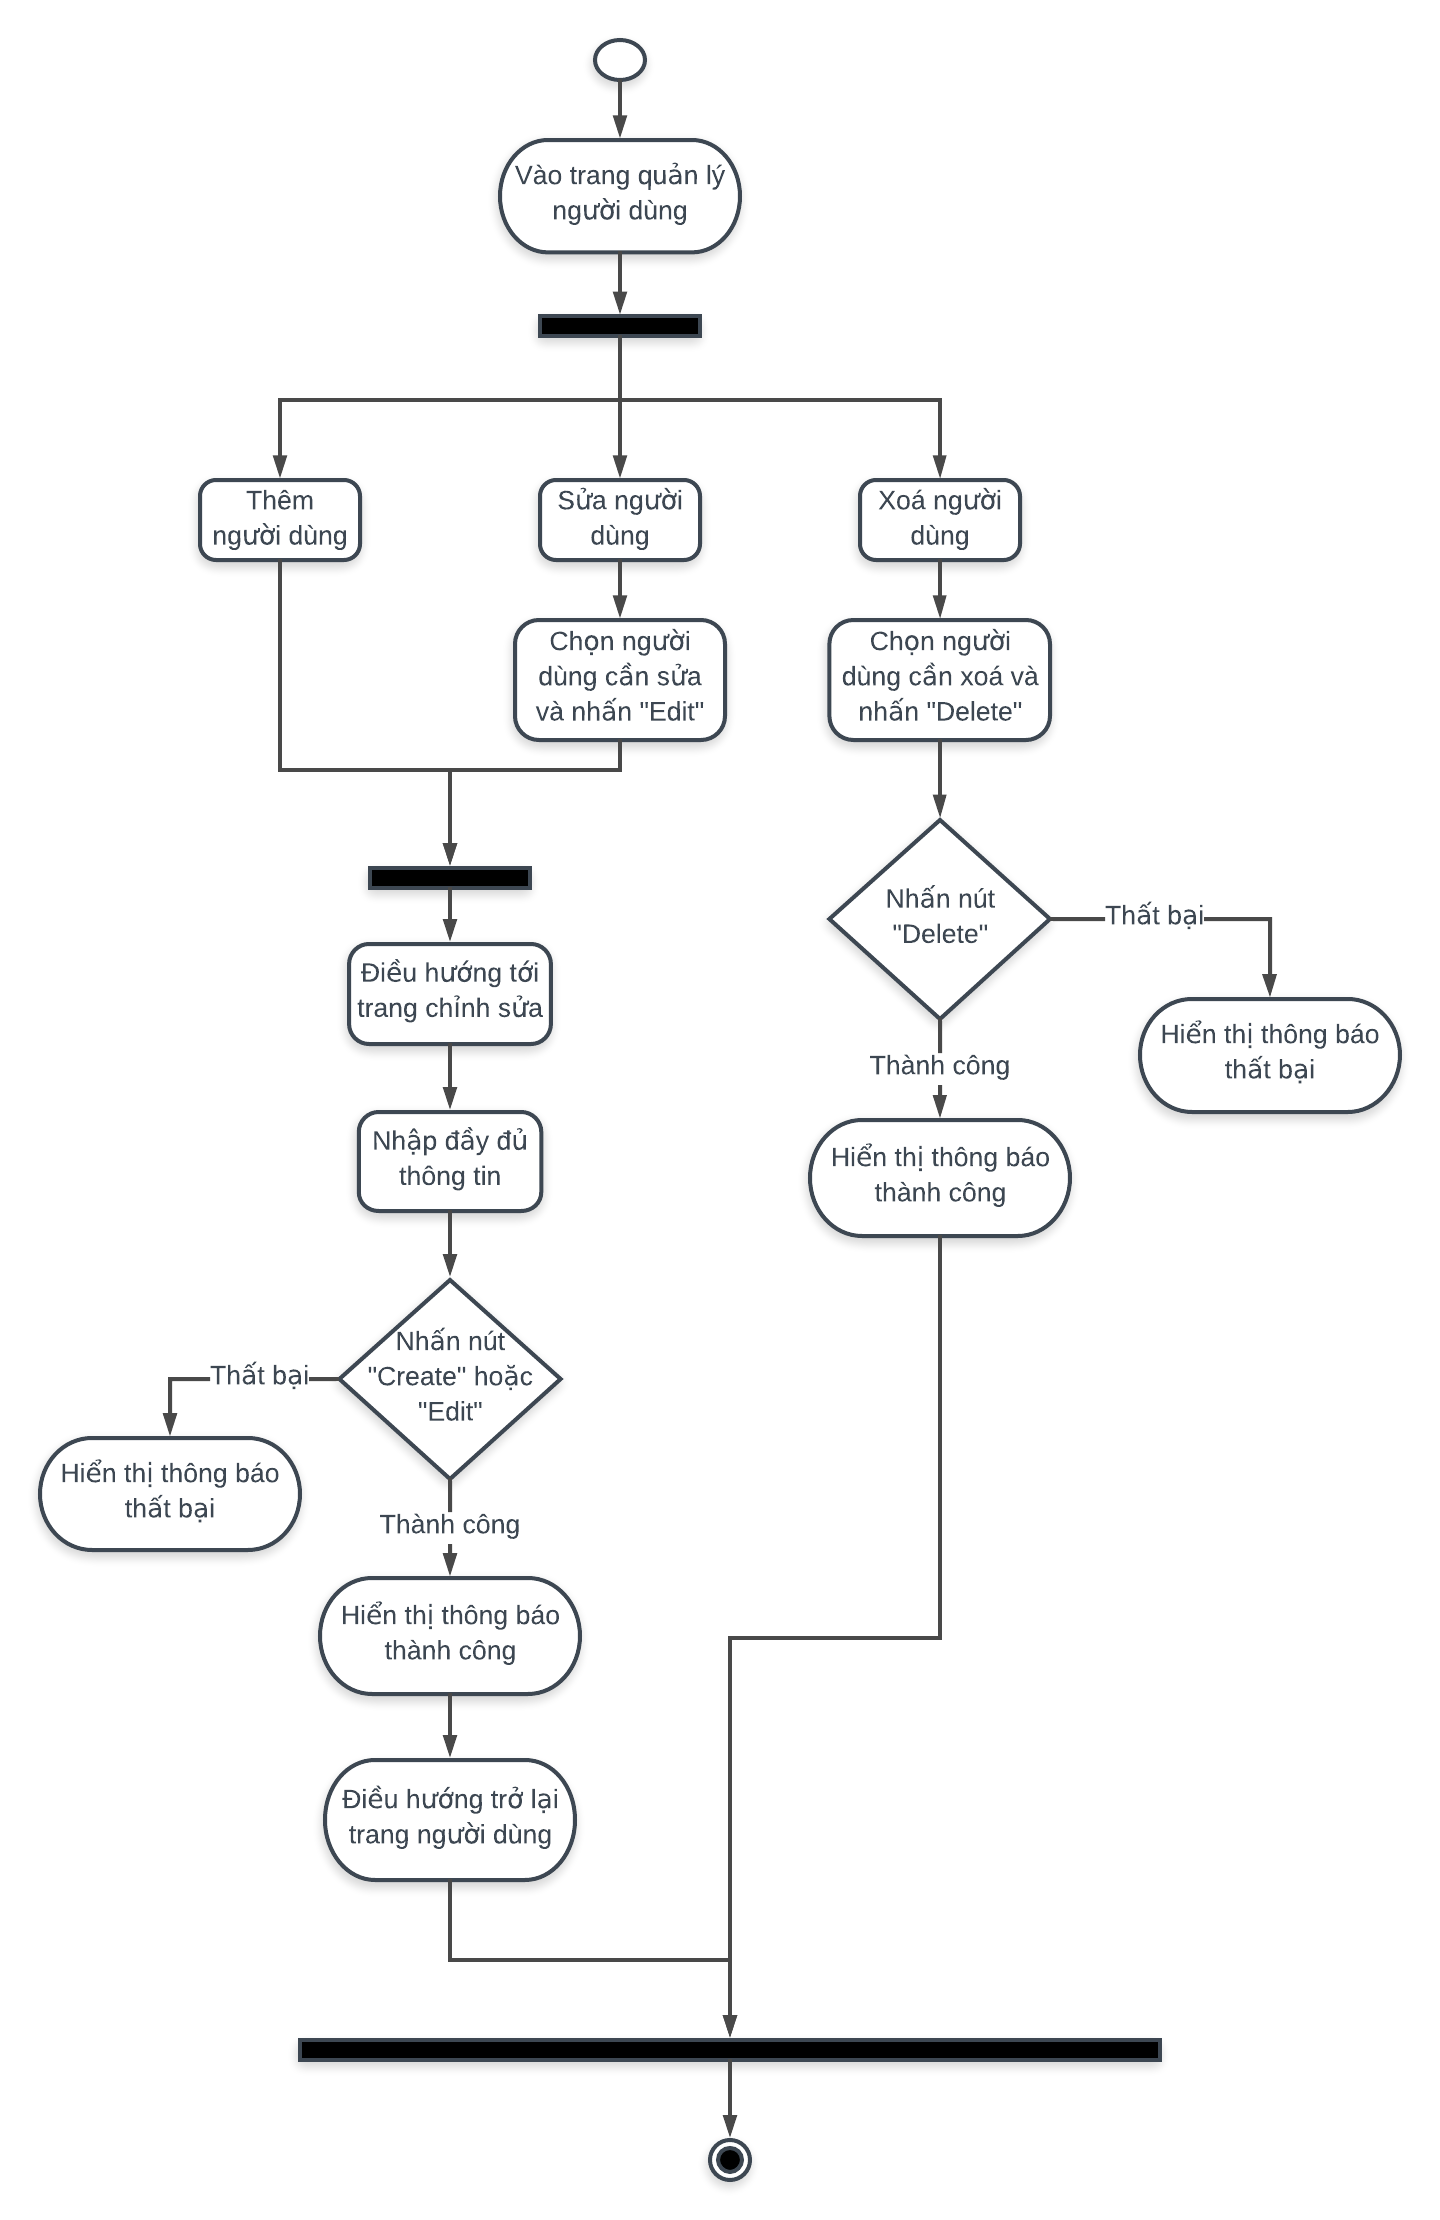 Vào trang quản lý
người dùng
Thêm
người dùng
Sửa người
dùng
Xoá người
dùng
Chọn người
dùng cần sửa
và nhấn "Edit"
Chọn người
dùng cần xoá và
nhấn "Delete"
Nhấn nút
"Delete"
Thất bại
Điều hướng tới
trang chỉnh sửa
Hiển thị thông báo
thất bại
Thành công
Nhập đầy đủ
thông tin
Hiển thị thông báo
thành công
Nhấn nút
"Create" hoặc
"Edit"
Thất bại
Hiển thị thông báo
thất bại
Thành công
Hiển thị thông báo
thành công
Điều hướng trở lại
trang người dùng